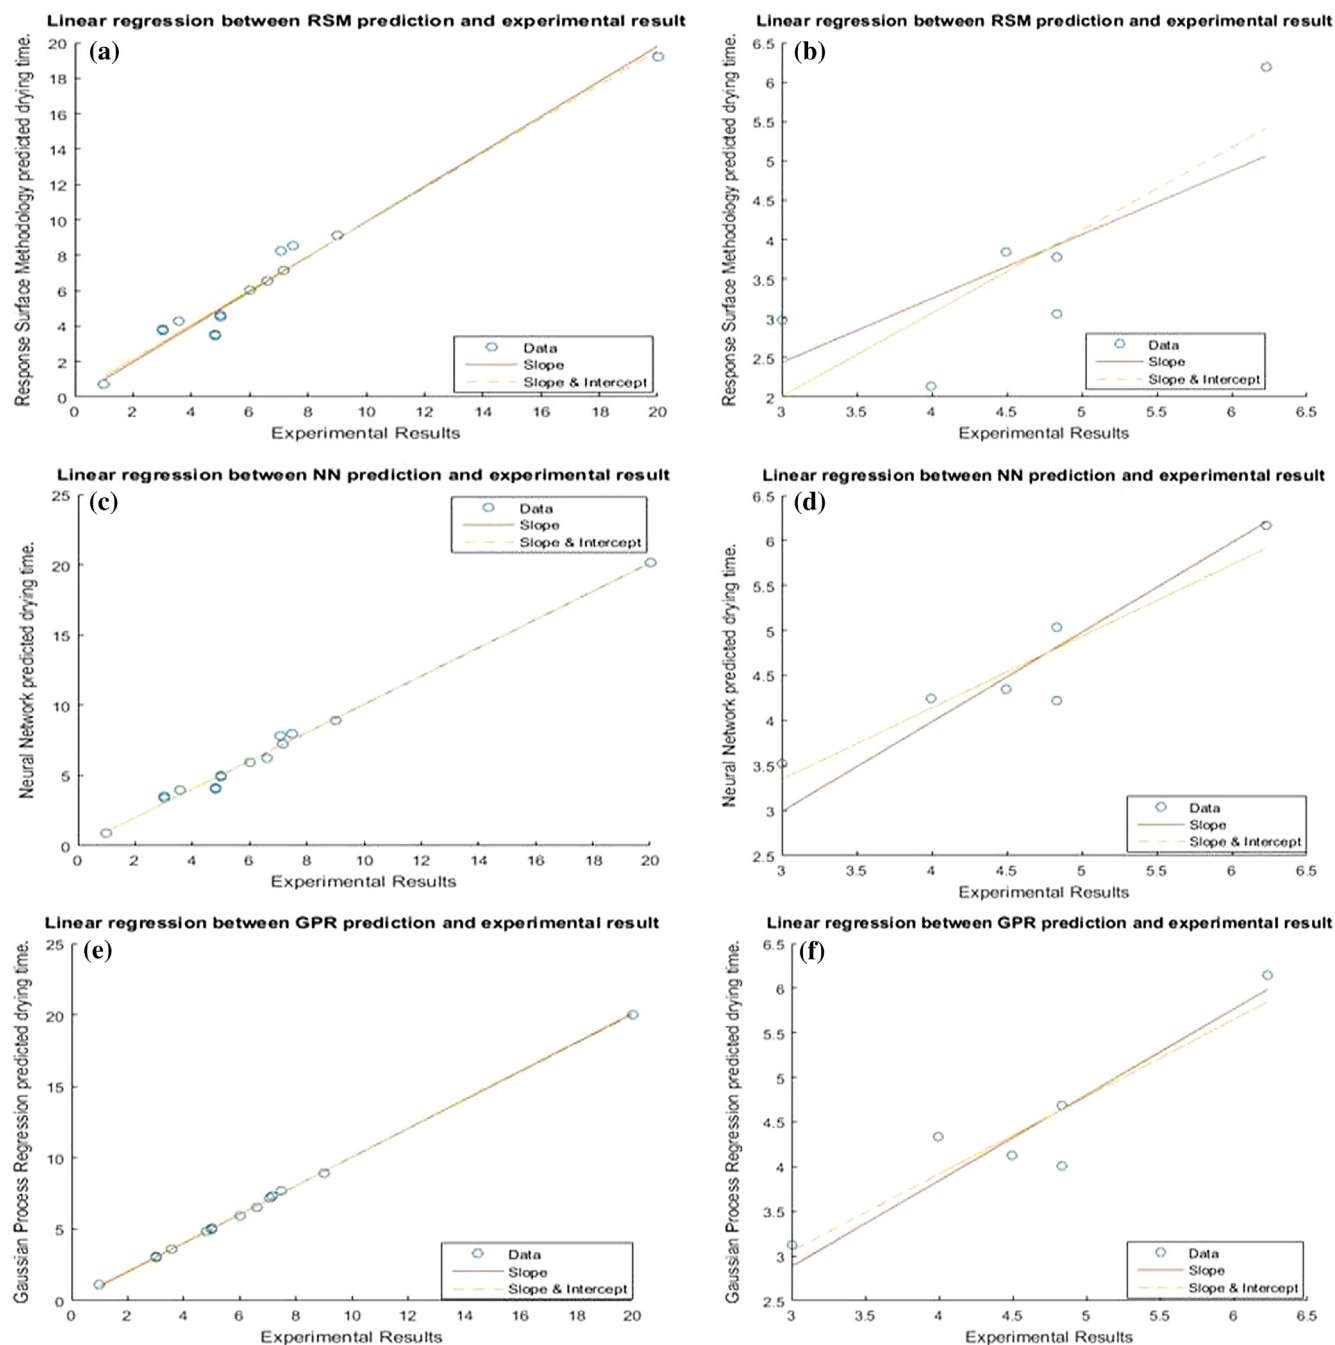 Linear regression between RSM prediction and experimental result
(a)
Response Surface Methodology predicted drying time.
20
18
16
14
12
10
8
6
4
2
0
0 2 4 6 8 10 12 14 16 18 20
Experimental Results
Data
Slope
Slope & Intercept
Linear regression between RSM prediction and experimental result
(b)
Response Surface Methodology predicted drying time.
6.5
6
5.5
5
4.5
4
3.5
3
2.5
2
3 3.5 4 4.5 5 5.5 6 6.5
Experimental Results
Data
Slope
Slope & Intercept
Linear regression between NN prediction and experimental result
(c)
Neural Network predicted drying time.
25
20
15
10
5
0
0 2 4 6 8 10 12 14 16 18 20
Experimental Results
Data
Slope
Slope & Intercept
Linear regression between NN prediction and experimental result
(d)
Neural Network predicted drying time.
6.5
6
5.5
5
4.5
4
3.5
3
2.5
3 3.5 4 4.5 5 5.5 6 6.5
Experimental Results
Data
Slope
Slope & Intercept
Linear regression between GPR prediction and experimental result
(e)
Gaussian Process Regression predicted drying time.
25
20
15
10
5
0
0 2 4 6 8 10 12 14 16 18 20
Experimental Results
Data
Slope
Slope & Intercept
Linear regression between GPR prediction and experimental result
(f)
Gaussian Process Regression predicted drying time.
6.5
6
5.5
5
4.5
4
3.5
3
2.5
3 3.5 4 4.5 5 5.5 6 6.5
Experimental Results
Data
Slope
Slope & Intercept